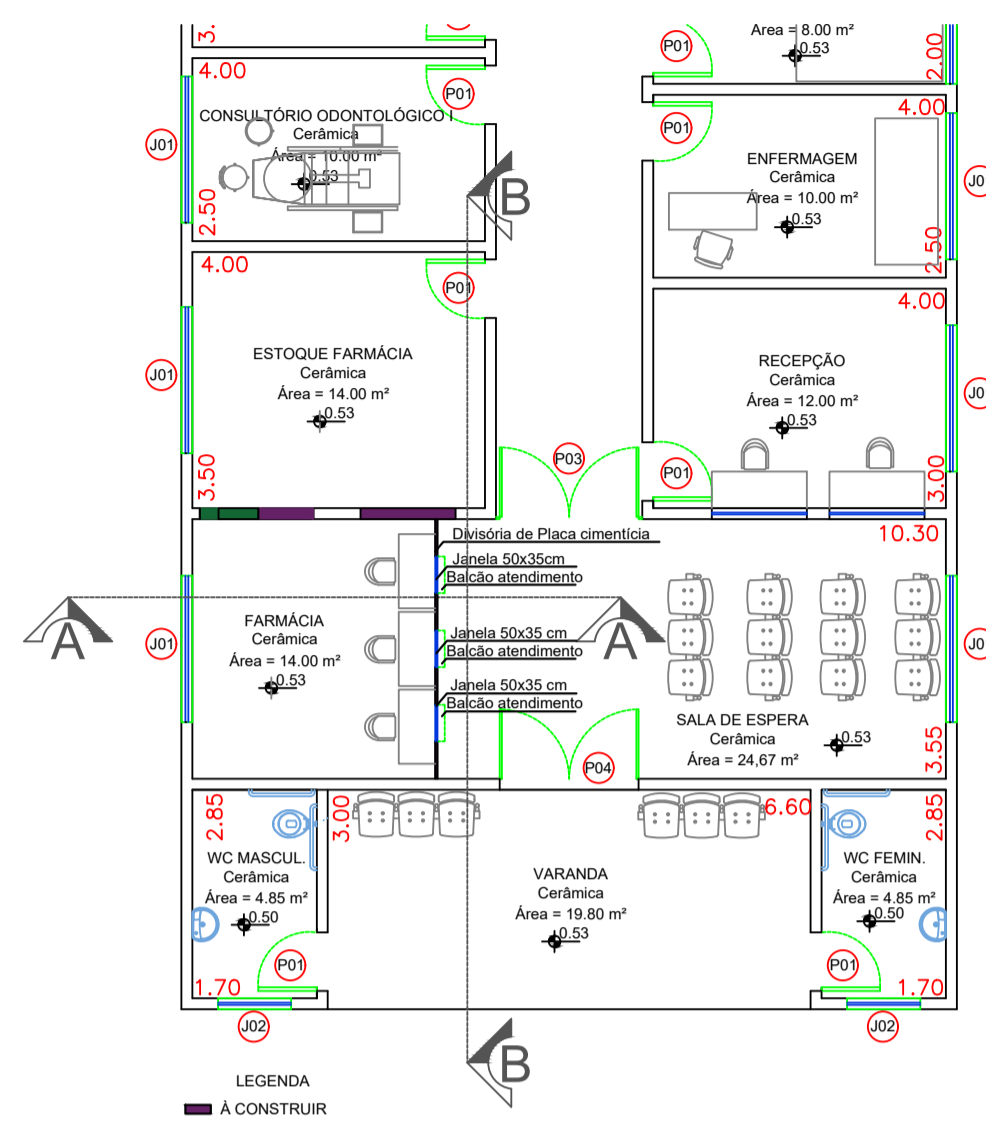 3.
P01
Área = 8.00 m²
0.53
2.00
4.00
P01
CONSULTÓRIO ODONTOLÓGICO I
Cerâmica
Área = 10.00 m²
0.53
J01
2.50
B
P01
4.00
ENFERMAGEM
Cerâmica
Área = 10.00 m²
0.53
J0
2.50
4.00
P01
ESTOQUE FARMÁCIA
Cerâmica
Área = 14.00 m²
0.53
J01
3.50
4.00
RECEPÇÃO
Cerâmica
Área = 12.00 m²
0.53
J0
P03
P01
3.00
Divisória de Placa cimentícia
10.30
Janela 50x35cm
Balcão atendimento
A
FARMÁCIA
Cerâmica
Área = 14.00 m²
0.53
J01
Janela 50x35 cm
Balcão atendimento
A
Janela 50x35 cm
Balcão atendimento
J0
SALA DE ESPERA
Cerâmica
Área = 24,67 m²
0.53
3.55
P04
2.85
3.00
6.60
2.85
WC MASCUL.
Cerâmica
Área = 4.85 m²
0.50
VARANDA
Cerâmica
Área = 19.80 m²
0.53
WC FEMIN.
Cerâmica
Área = 4.85 m²
0.50
P01
P01
1.70
1.70
J02
J02
B
LEGENDA
À CONSTRUIR